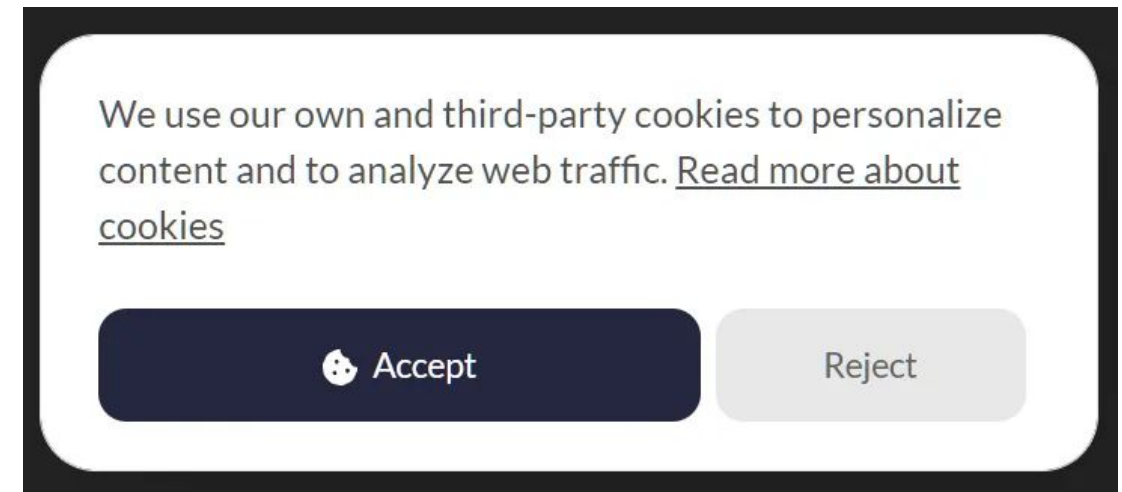 We use our own and third-party cookies to personalize
content and to analyze web traffic. Read more about
cookies
Accept
Reject